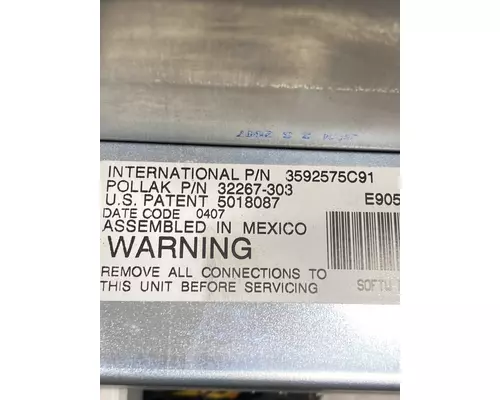 INTERNATIONAL P/N 3592575C91
POLLAK P/N 32267-303
U.S. PATENT 5018087
E905
DATE CODE 0407
ASSEMBLED IN MEXICO
WARNING
REMOVE ALL CONNECTIONS TO
THIS UNIT BEFORE SERVICING